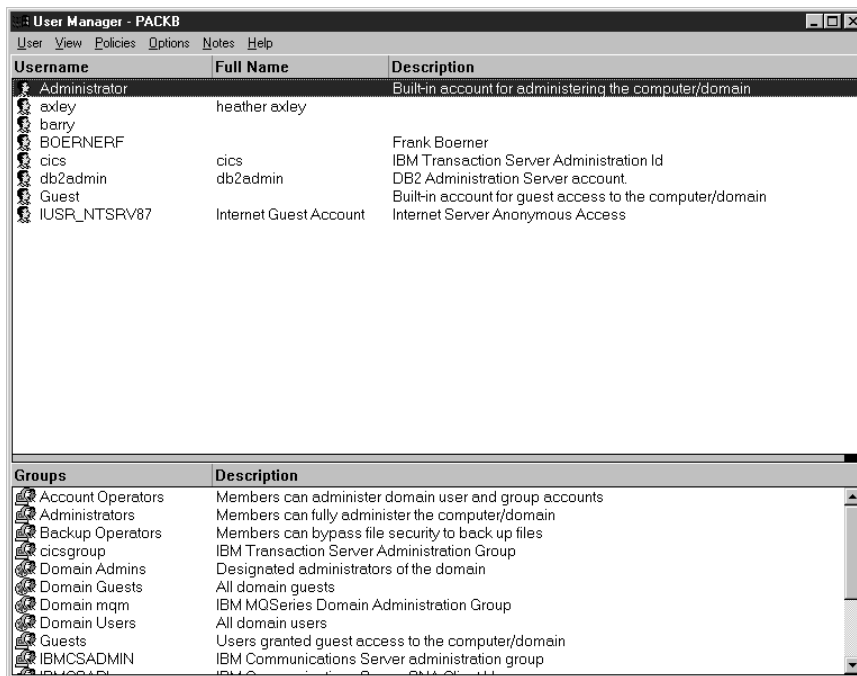 User Manager - PACKB
User View Policies Options Notes Help
Username Full Name Description
Administrator Built-in account for administering the computer/domain
axley heather axley
barry
BOERNERF Frank Boerner
cics cics IBM Transaction Server Administration Id
db2admin db2admin DB2 Administration Server account.
Guest Built-in account for guest access to the computer/domain
IUSR_NTSRV87 Internet Guest Account Internet Server Anonymous Access
Groups Description
Account Operators Members can administer domain user and group accounts
Administrators Members can fully administer the computer/domain
Backup Operators Members can bypass file security to back up files
cicsgroup IBM Transaction Server Administration Group
Domain Admins Designated administrators of the domain
Domain Guests All domain guests
Domain mqm IBM MQSeries Domain Administration Group
Domain Users All domain users
Guests Users granted guest access to the computer/domain
IBMCSADMIN IBM Communications Server administration group